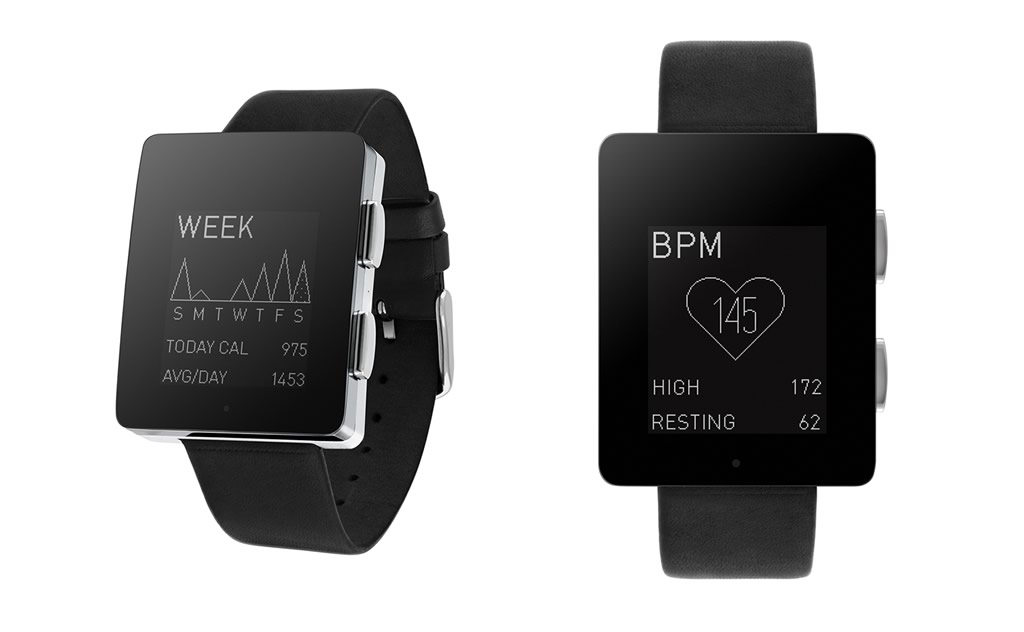 WEEK
S M T W T F S
TODAY CAL 975
AVG/DAY 1453
BPM
145
HIGH 172
RESTING 62